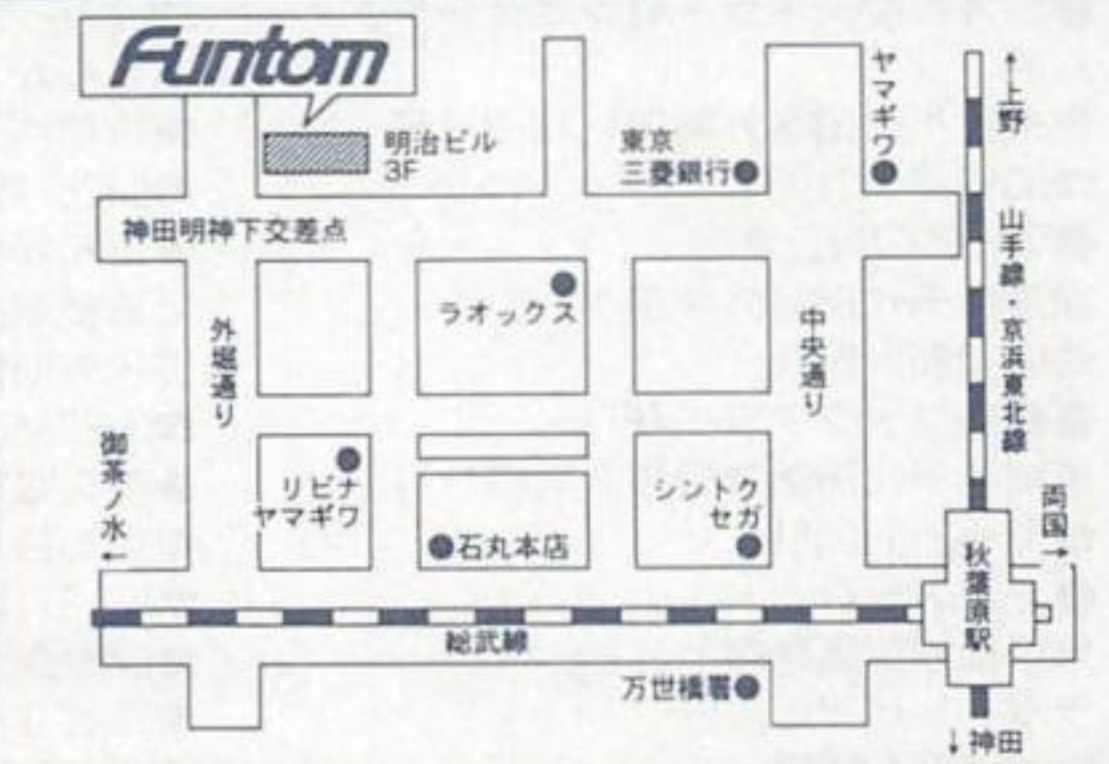 Funtom
明治ビル
3F
東京
三菱銀行
ヤマギワ
↑上野
神田明神下交差点
山手線・京浜東北線
ラオックス
外堀通り
中央通り
御茶ノ水←
リビナ
ヤマギワ
シントク
セガ
石丸本店
両国→
秋葉原駅
総武線
万世橋署
↓神田